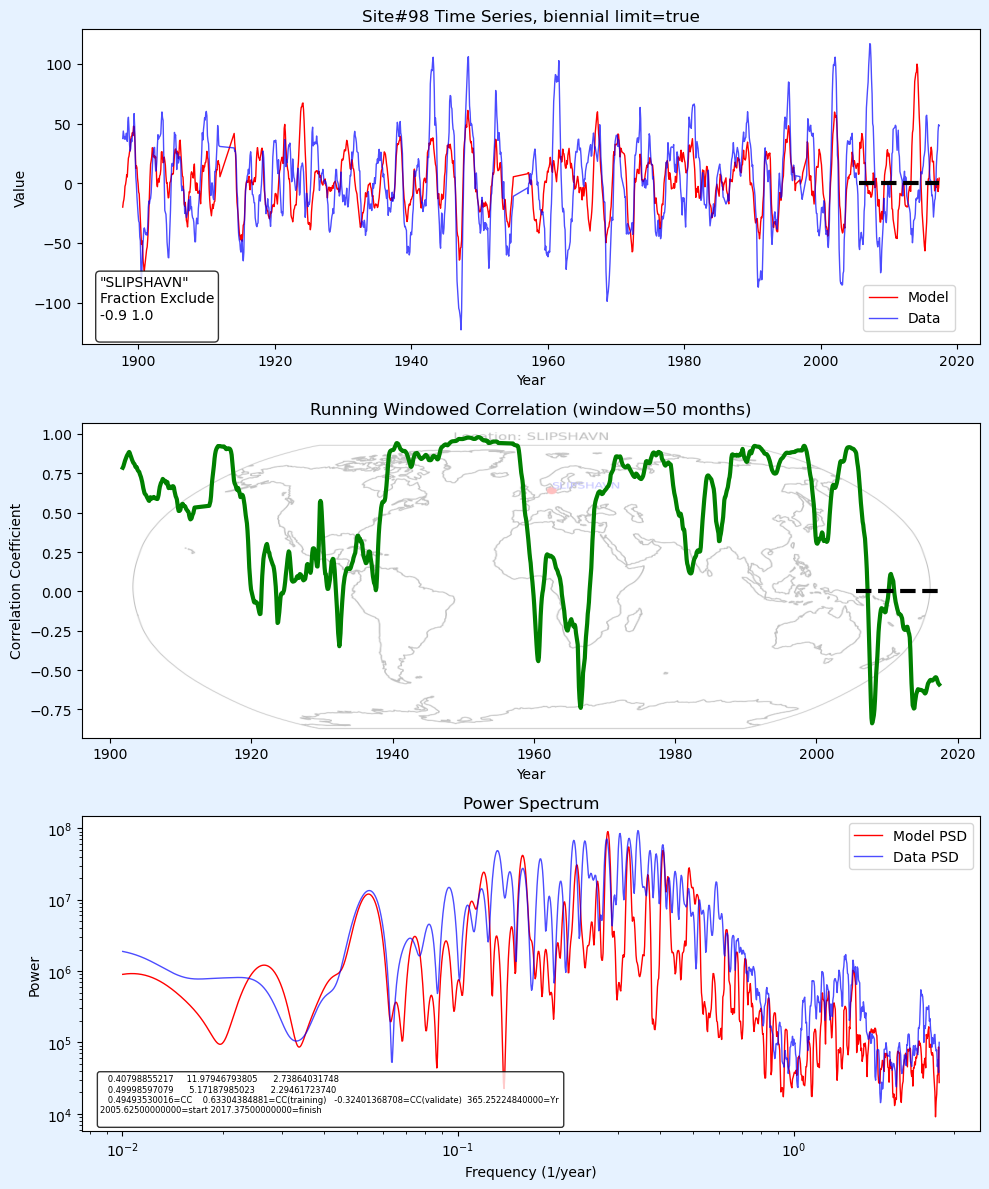 Site#98 Time Series, biennial limit=true
100
50
0
−50
−100
Value
"SLIPSHAVN"
Fraction Exclude
-0.9 1.0
Model
Data
1900
1920
1940
1960
1980
2000
2020
Year
Running Windowed Correlation (window=50 months)
Location: SLIPSHAVN
SLIPSHAVN
1.00
0.75
0.50
0.25
0.00
−0.25
−0.50
−0.75
Correlation Coefficient
1900
1920
1940
1960
1980
2000
2020
Year
Power Spectrum
10^8
10^7
10^6
10^5
10^4
Power
Model PSD
Data PSD
0.40798855217 11.97946793805 2.73864031748
0.49998597079 5.17187985023 2.29461723740
0.49493530016=CC 0.63304384881=CC(training) -0.32401368708=CC(validate) 365.25224840000=Yr
2005.62500000000=start 2017.37500000000=finish
10^−2
10^−1
10^0
Frequency (1/year)